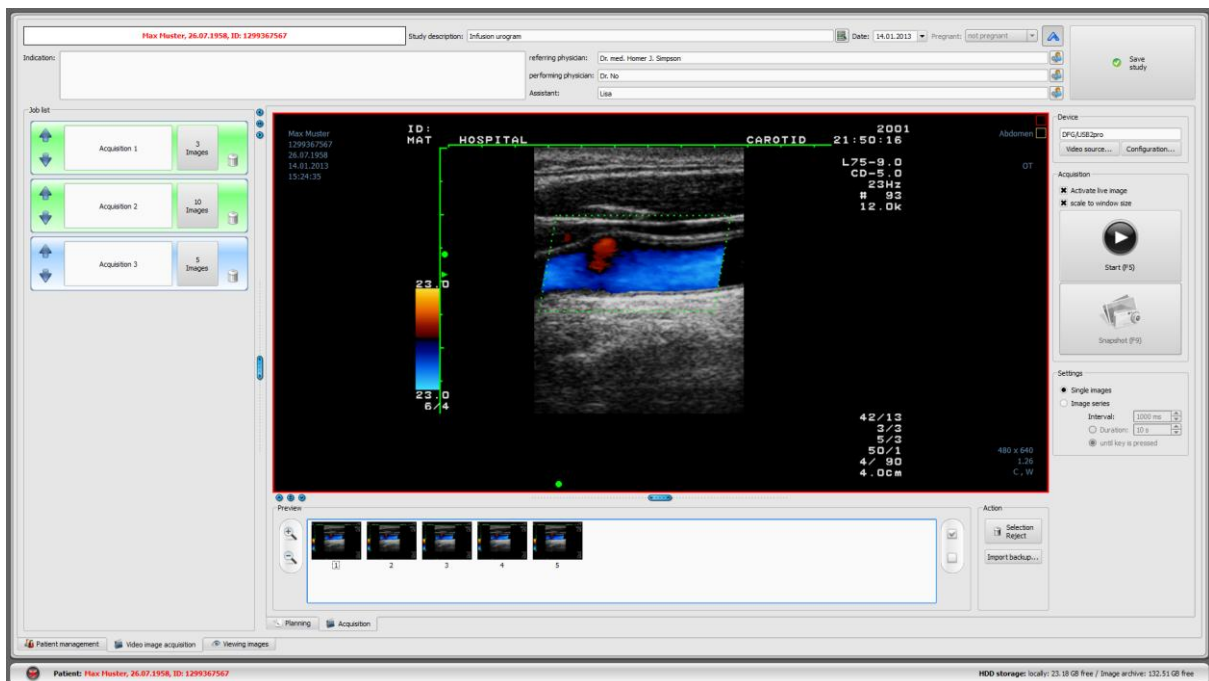 Max Muster, 26.07.1958, ID: 1299367567
Study description: Infusion urogram
Date: 14.01.2013
Pregnant: not pregnant
Save study
Indication:
referring physician: Dr. med. Homer J. Simpson
performing physician: Dr. No
Assistant: Lisa
Job list
Acquisition 1
3 Images
Acquisition 2
10 Images
Acquisition 3
5 Images
Max Muster
1299367567
26.07.1958
14.01.2013
15:24:35
ID:
MAT HOSPITAL CAROTID
2001
21:50:16
L75-9.0
CD-5.0
23Hz
# 93
12.0k
Abdomen
OT
23.0
23.0
6/4
42/13
3/3
5/3
50/1
4/ 90
4.0cm
480 x 640
1.26
C, W
Device
DFG/USB2pro
Video source... Configuration...
Acquisition
Activate live image
scale to window size
Start (F5)
Snapshot (F9)
Settings
Single images
Image series
Interval: 1000 ms
Duration: 10 s
until key is pressed
Preview
1 2 3 4 5
Action
Selection Reject
Import backup...
Planning Acquisition
Patient management Video image acquisition Viewing images
Patient: Max Muster, 26.07.1958, ID: 1299367567
HDD storage: locally: 23.18 GB free / Image archive: 132.51 GB free